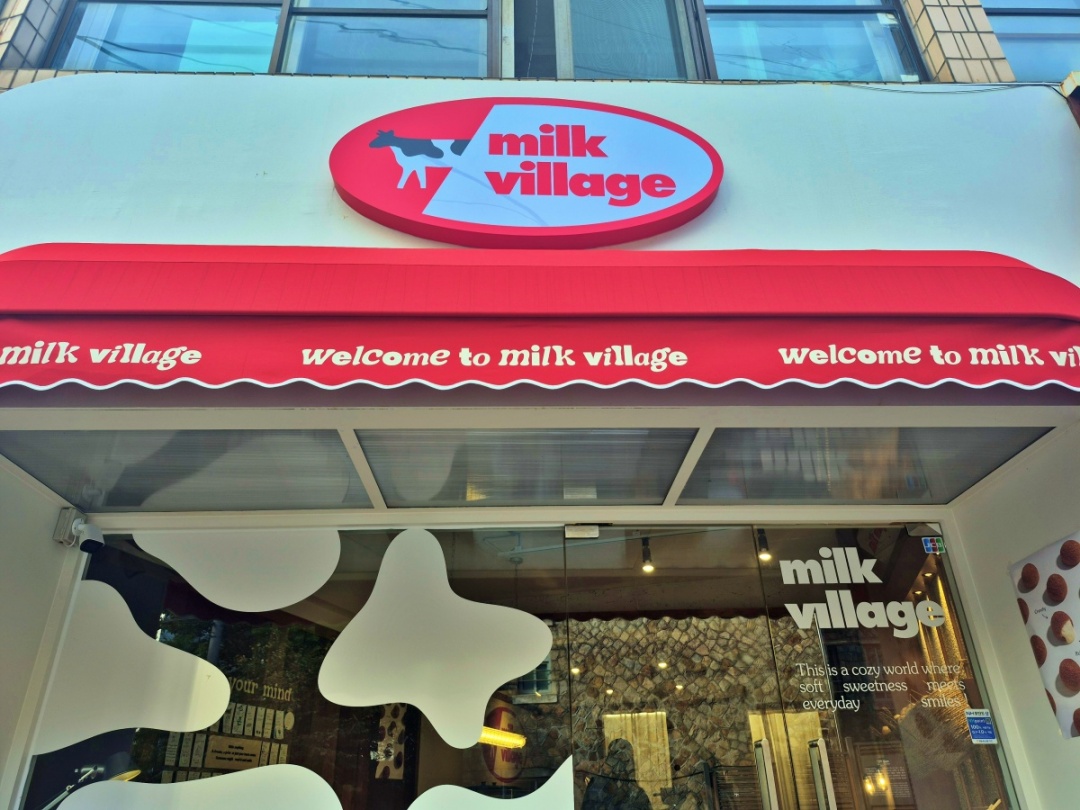 milk
village
milk village
welcome to milk village
welcome to milk vil
milk
village
This is a cozy world where,
soft sweetness meets
everyday smiles
your mind